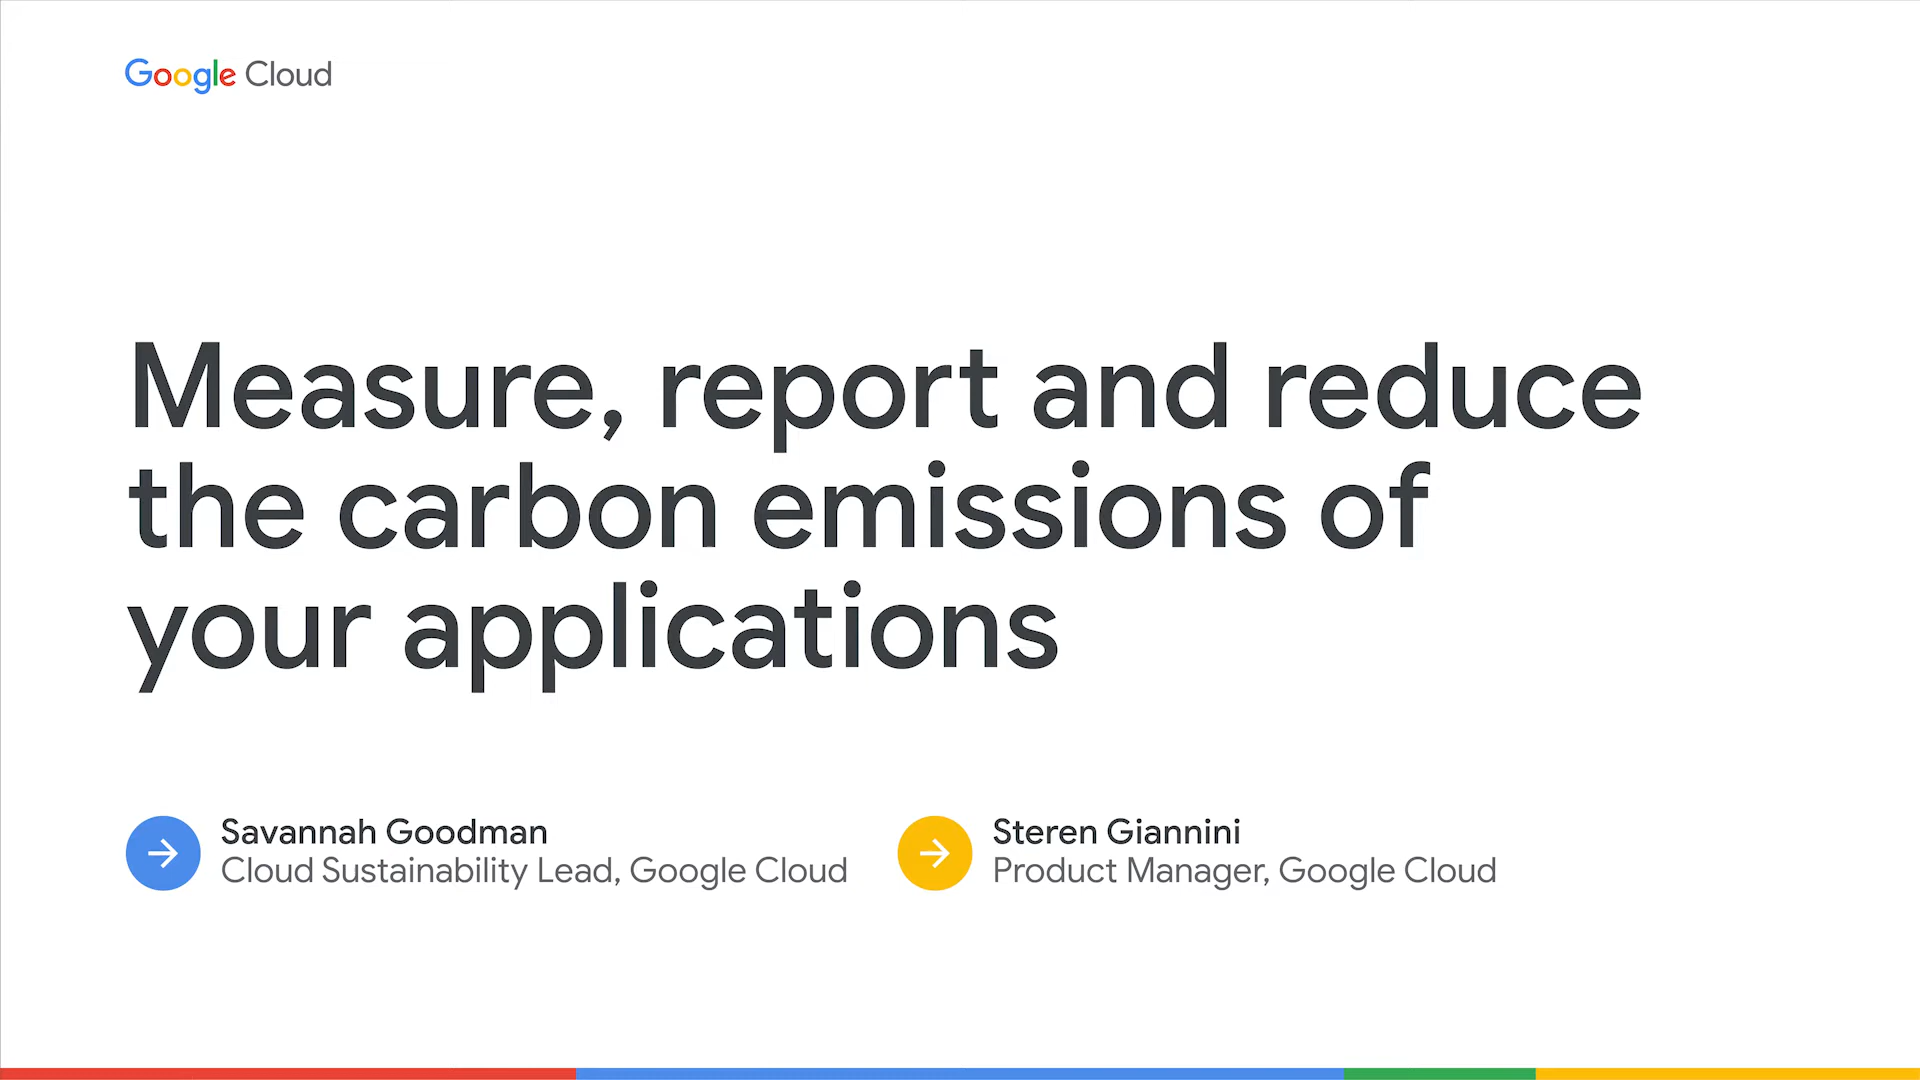 Google Cloud
Measure, report and reduce
the carbon emissions of
your applications
Savannah Goodman
Cloud Sustainability Lead, Google Cloud
Steren Giannini
Product Manager, Google Cloud